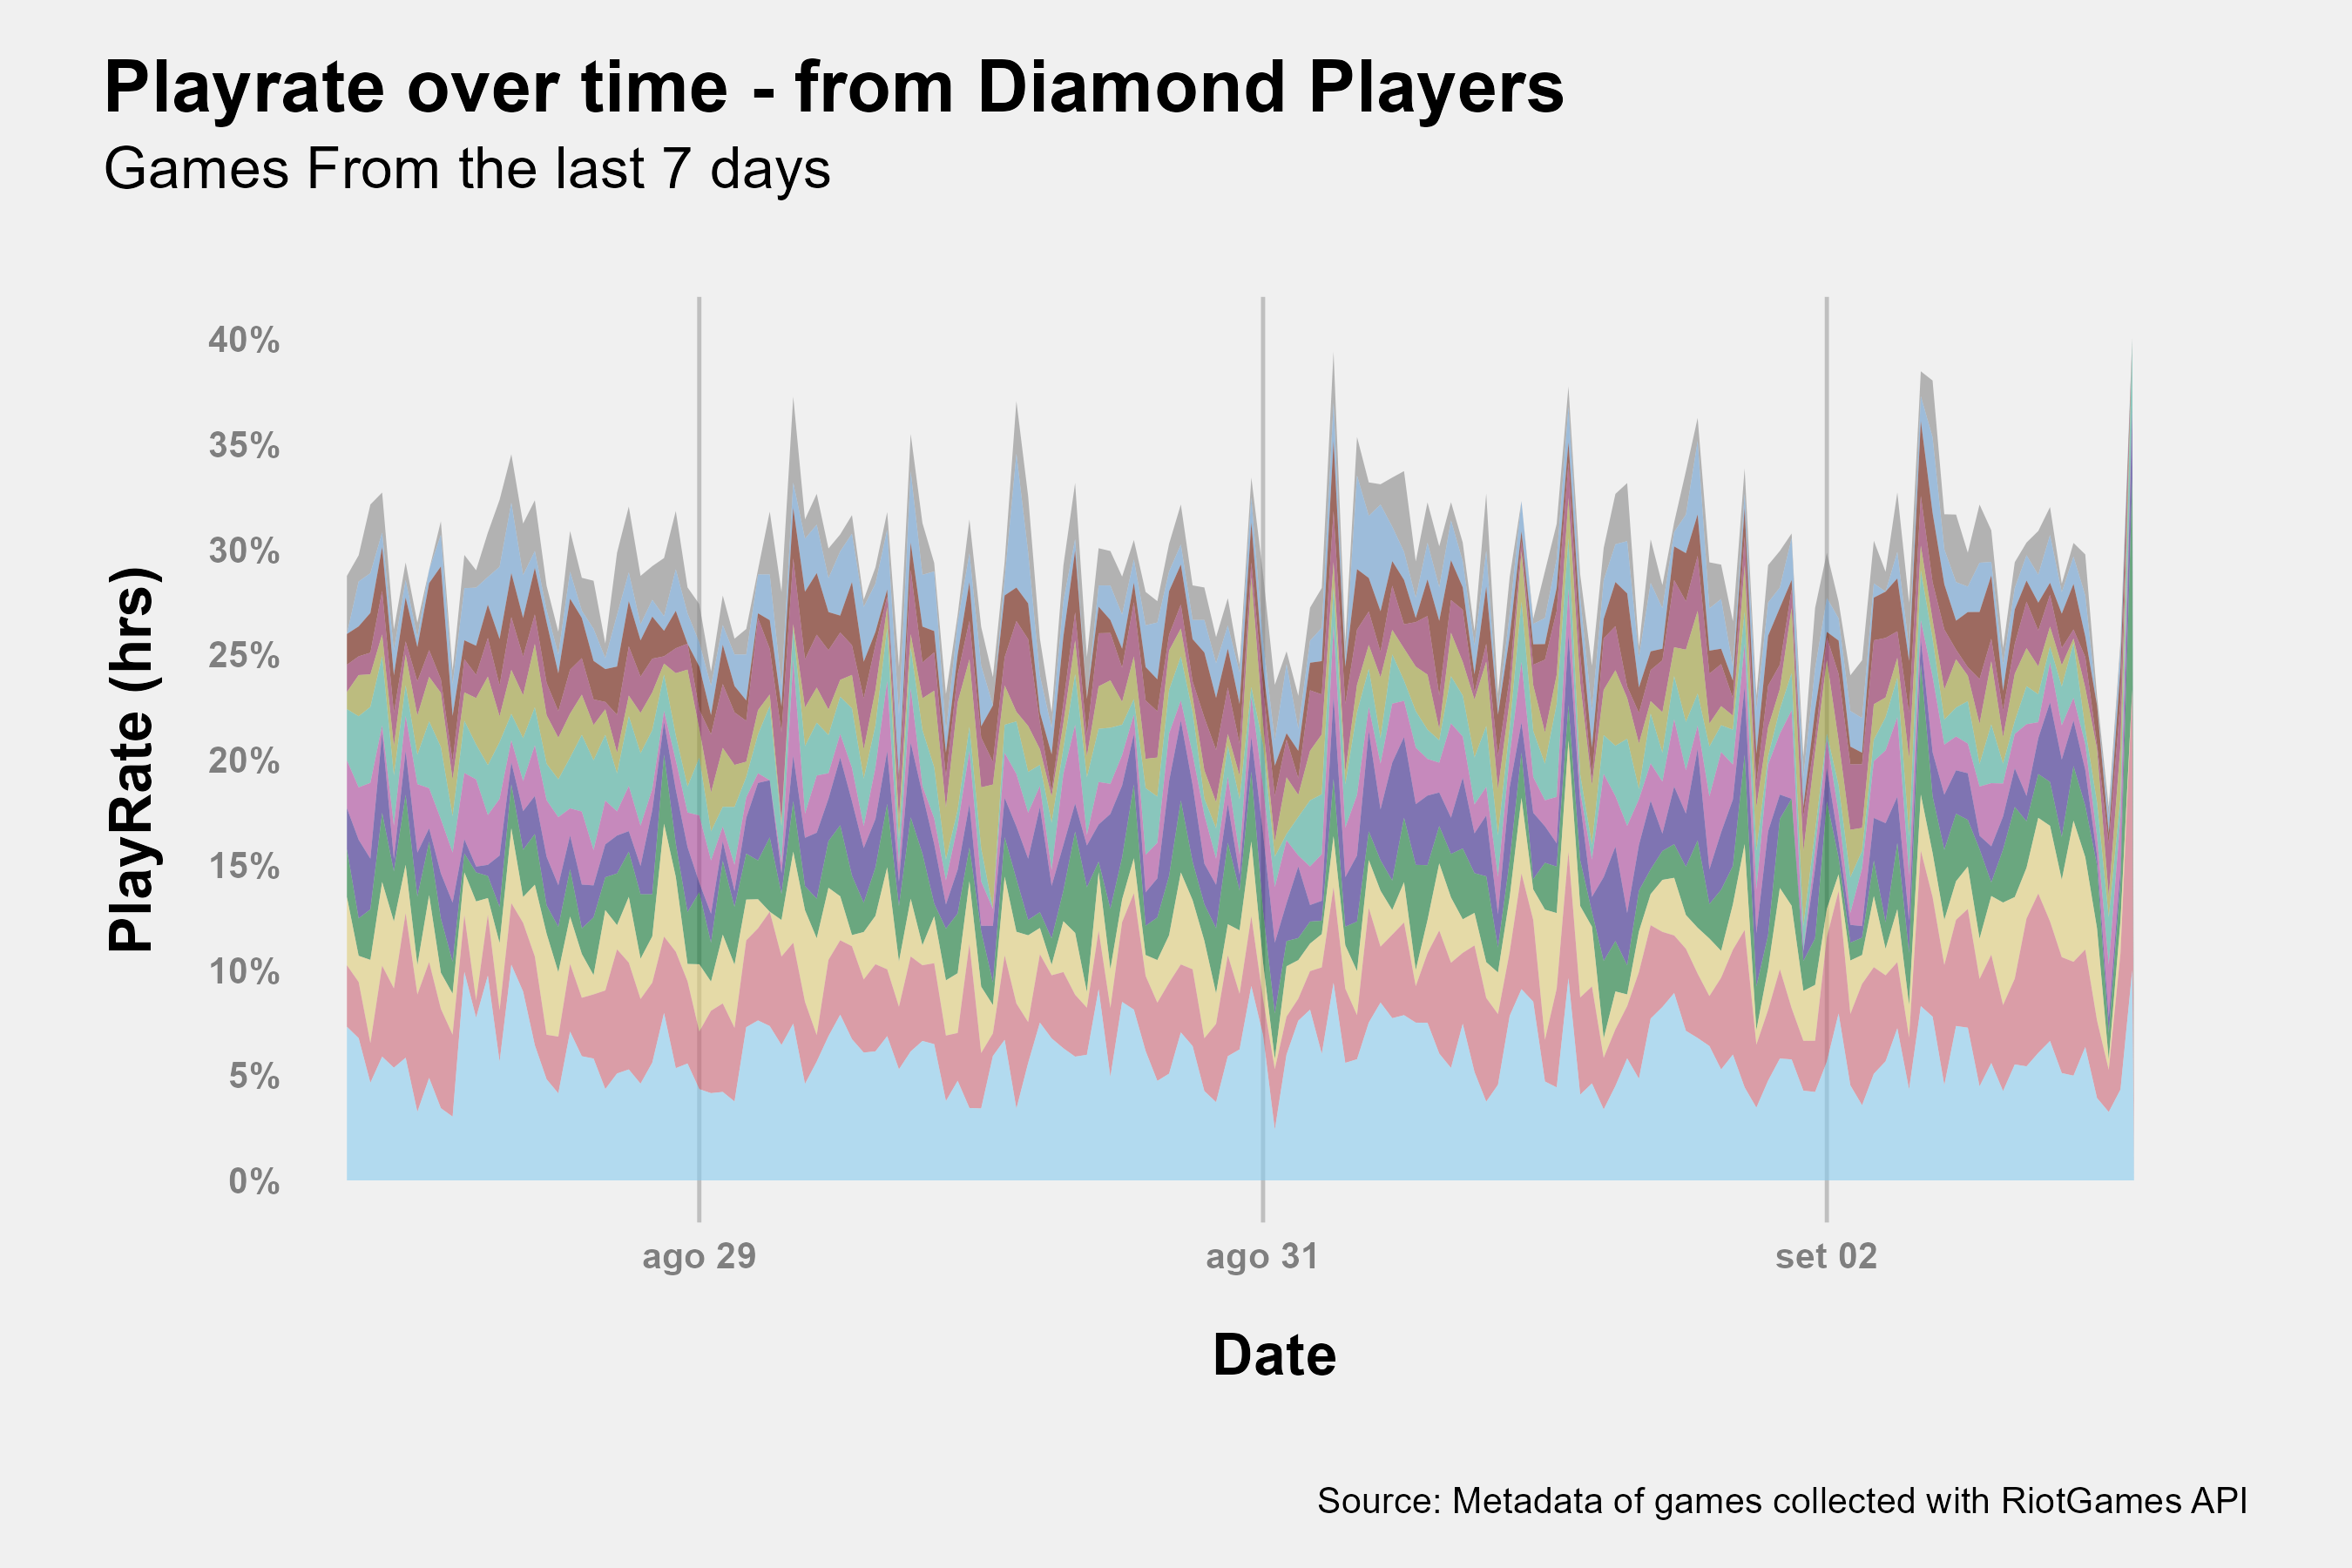 Playrate over time - from Diamond Players
Games From the last 7 days
40%
35%
30%
25%
20%
15%
10%
5%
0%
PlayRate (hrs)
ago 29
ago 31
set 02
Date
Source: Metadata of games collected with RiotGames API